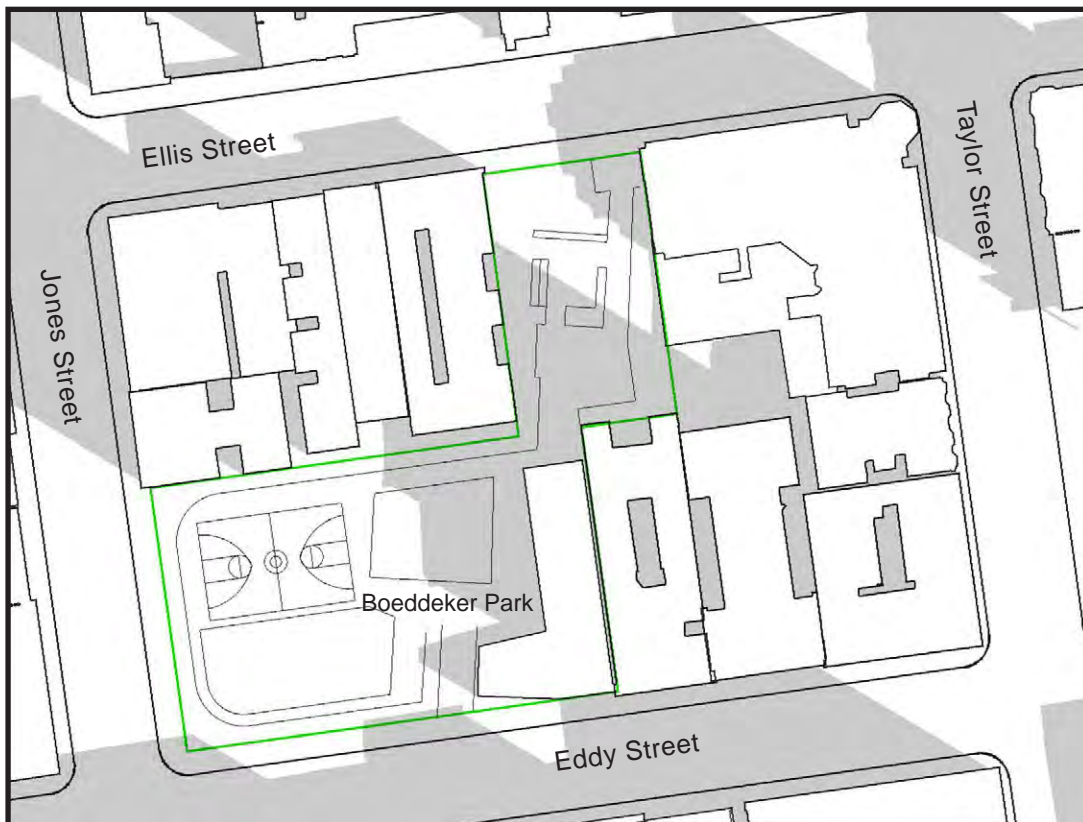 Ellis Street
Taylor Street
Jones Street
Boeddeker Park
Eddy Street